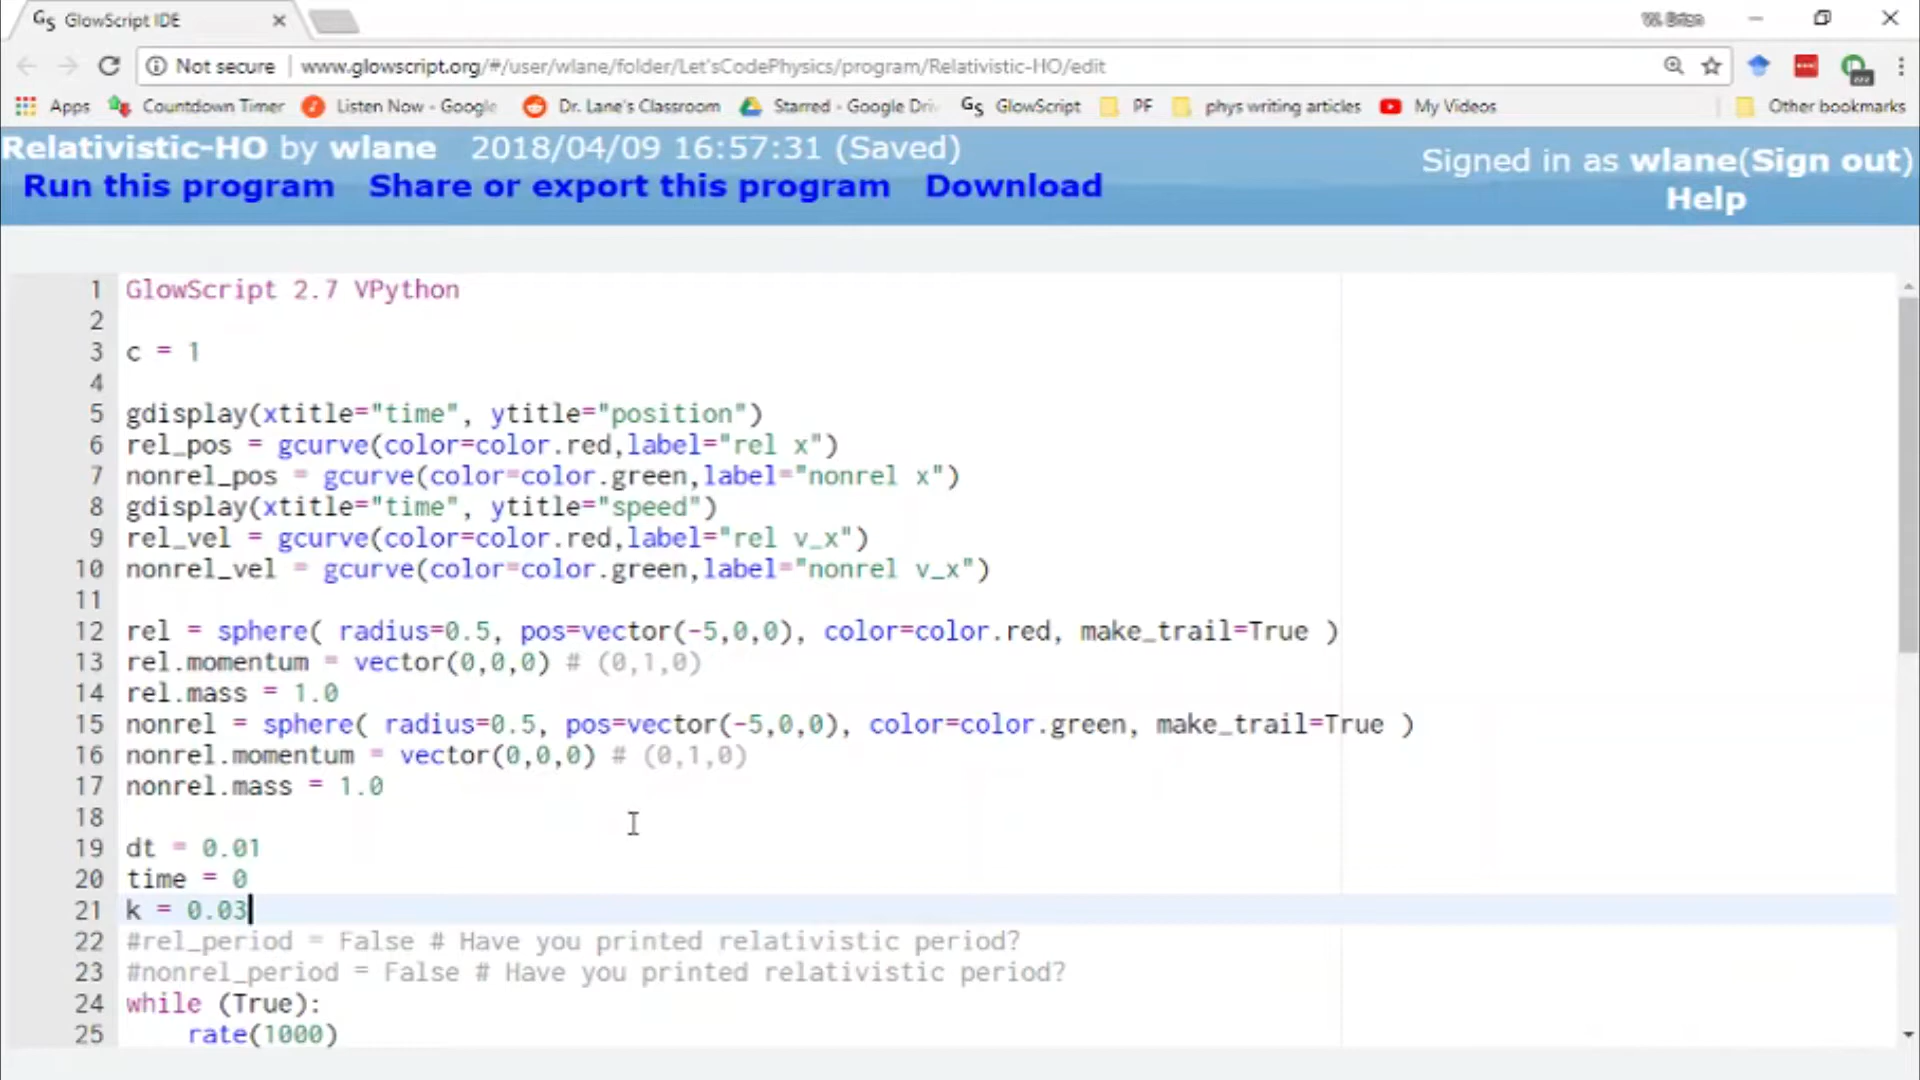 GlowScript IDE
Not secure | www.glowscript.org/#/user/wlane/folder/Let'sCodePhysics/program/Relativistic-HO/edit
Apps Countdown Timer Listen Now - Google Dr. Lane's Classroom Starred - Google Driv GlowScript PF phys writing articles My Videos Other bookmarks
Relativistic-HO by wlane 2018/04/09 16:57:31 (Saved)
Signed in as wlane(Sign out)
Run this program Share or export this program Download
Help
1 GlowScript 2.7 VPython
2
3 c = 1
4
5 gdisplay(xtitle="time", ytitle="position")
6 rel_pos = gcurve(color=color.red,label="rel x")
7 nonrel_pos = gcurve(color=color.green,label="nonrel x")
8 gdisplay(xtitle="time", ytitle="speed")
9 rel_vel = gcurve(color=color.red,label="rel v_x")
10 nonrel_vel = gcurve(color=color.green,label="nonrel v_x")
11
12 rel = sphere( radius=0.5, pos=vector(-5,0,0), color=color.red, make_trail=True )
13 rel.momentum = vector(0,0,0) # (0,1,0)
14 rel.mass = 1.0
15 nonrel = sphere( radius=0.5, pos=vector(-5,0,0), color=color.green, make_trail=True )
16 nonrel.momentum = vector(0,0,0) # (0,1,0)
17 nonrel.mass = 1.0
18
19 dt = 0.01
20 time = 0
21 k = 0.03
22 #rel_period = False # Have you printed relativistic period?
23 #nonrel_period = False # Have you printed relativistic period?
24 while (True):
25 rate(1000)